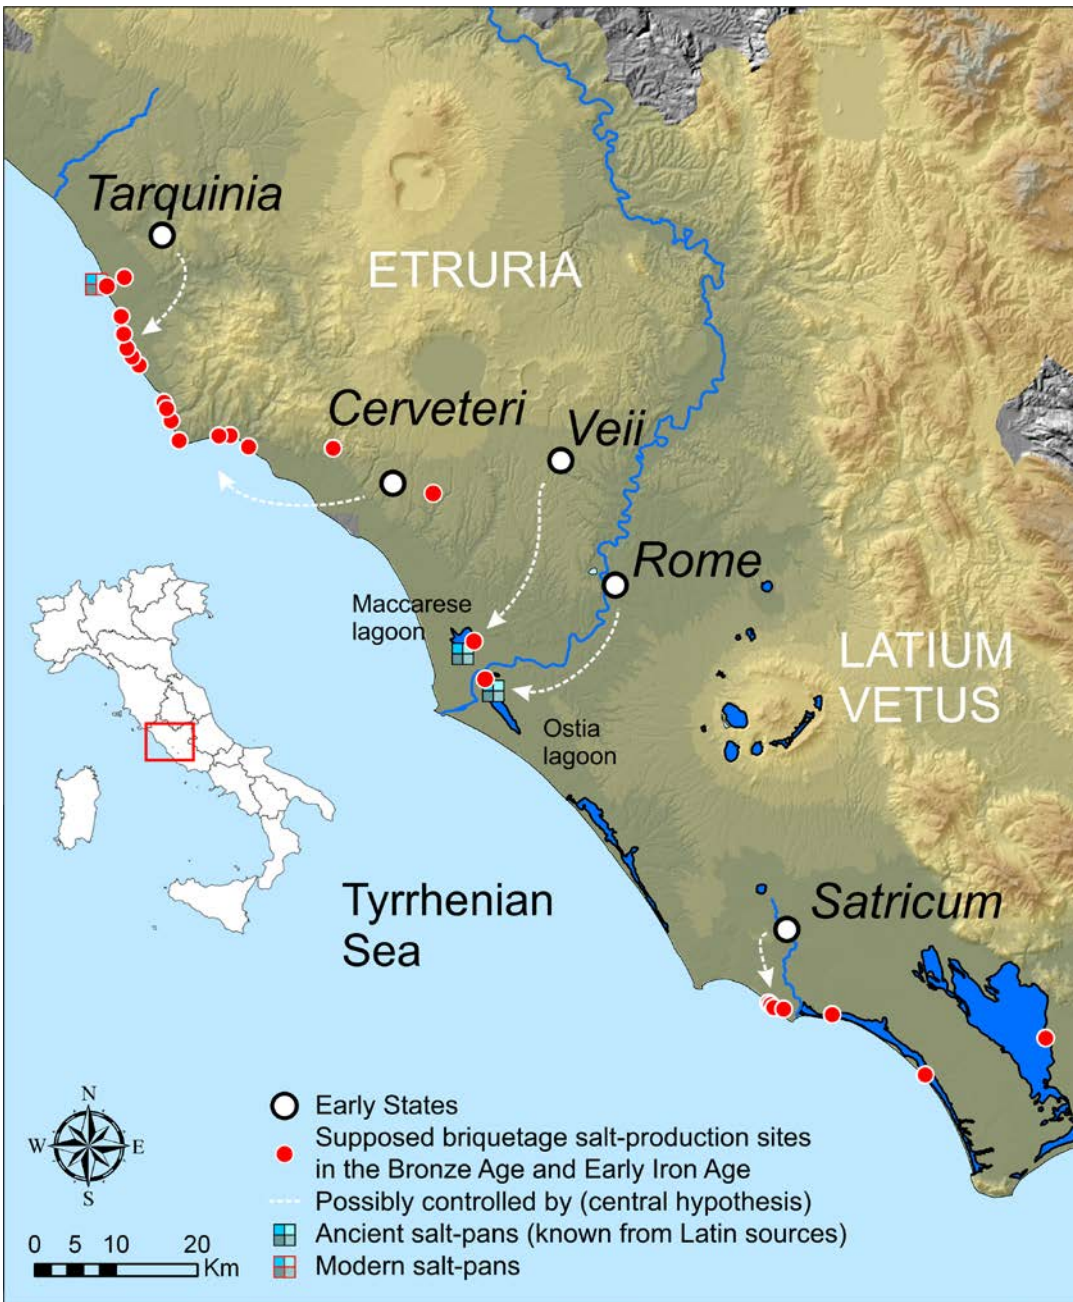 Tarquinia
ETRURIA
Cerveteri
Veii
Rome
Maccarese
lagoon
LATIUM
VETUS
Ostia
lagoon
Tyrrhenian
Sea
Satricum
N
W E
S
0 5 10 20
Km
Early States
Supposed briquetage salt-production sites
in the Bronze Age and Early Iron Age
Possibly controlled by (central hypothesis)
Ancient salt-pans (known from Latin sources)
Modern salt-pans